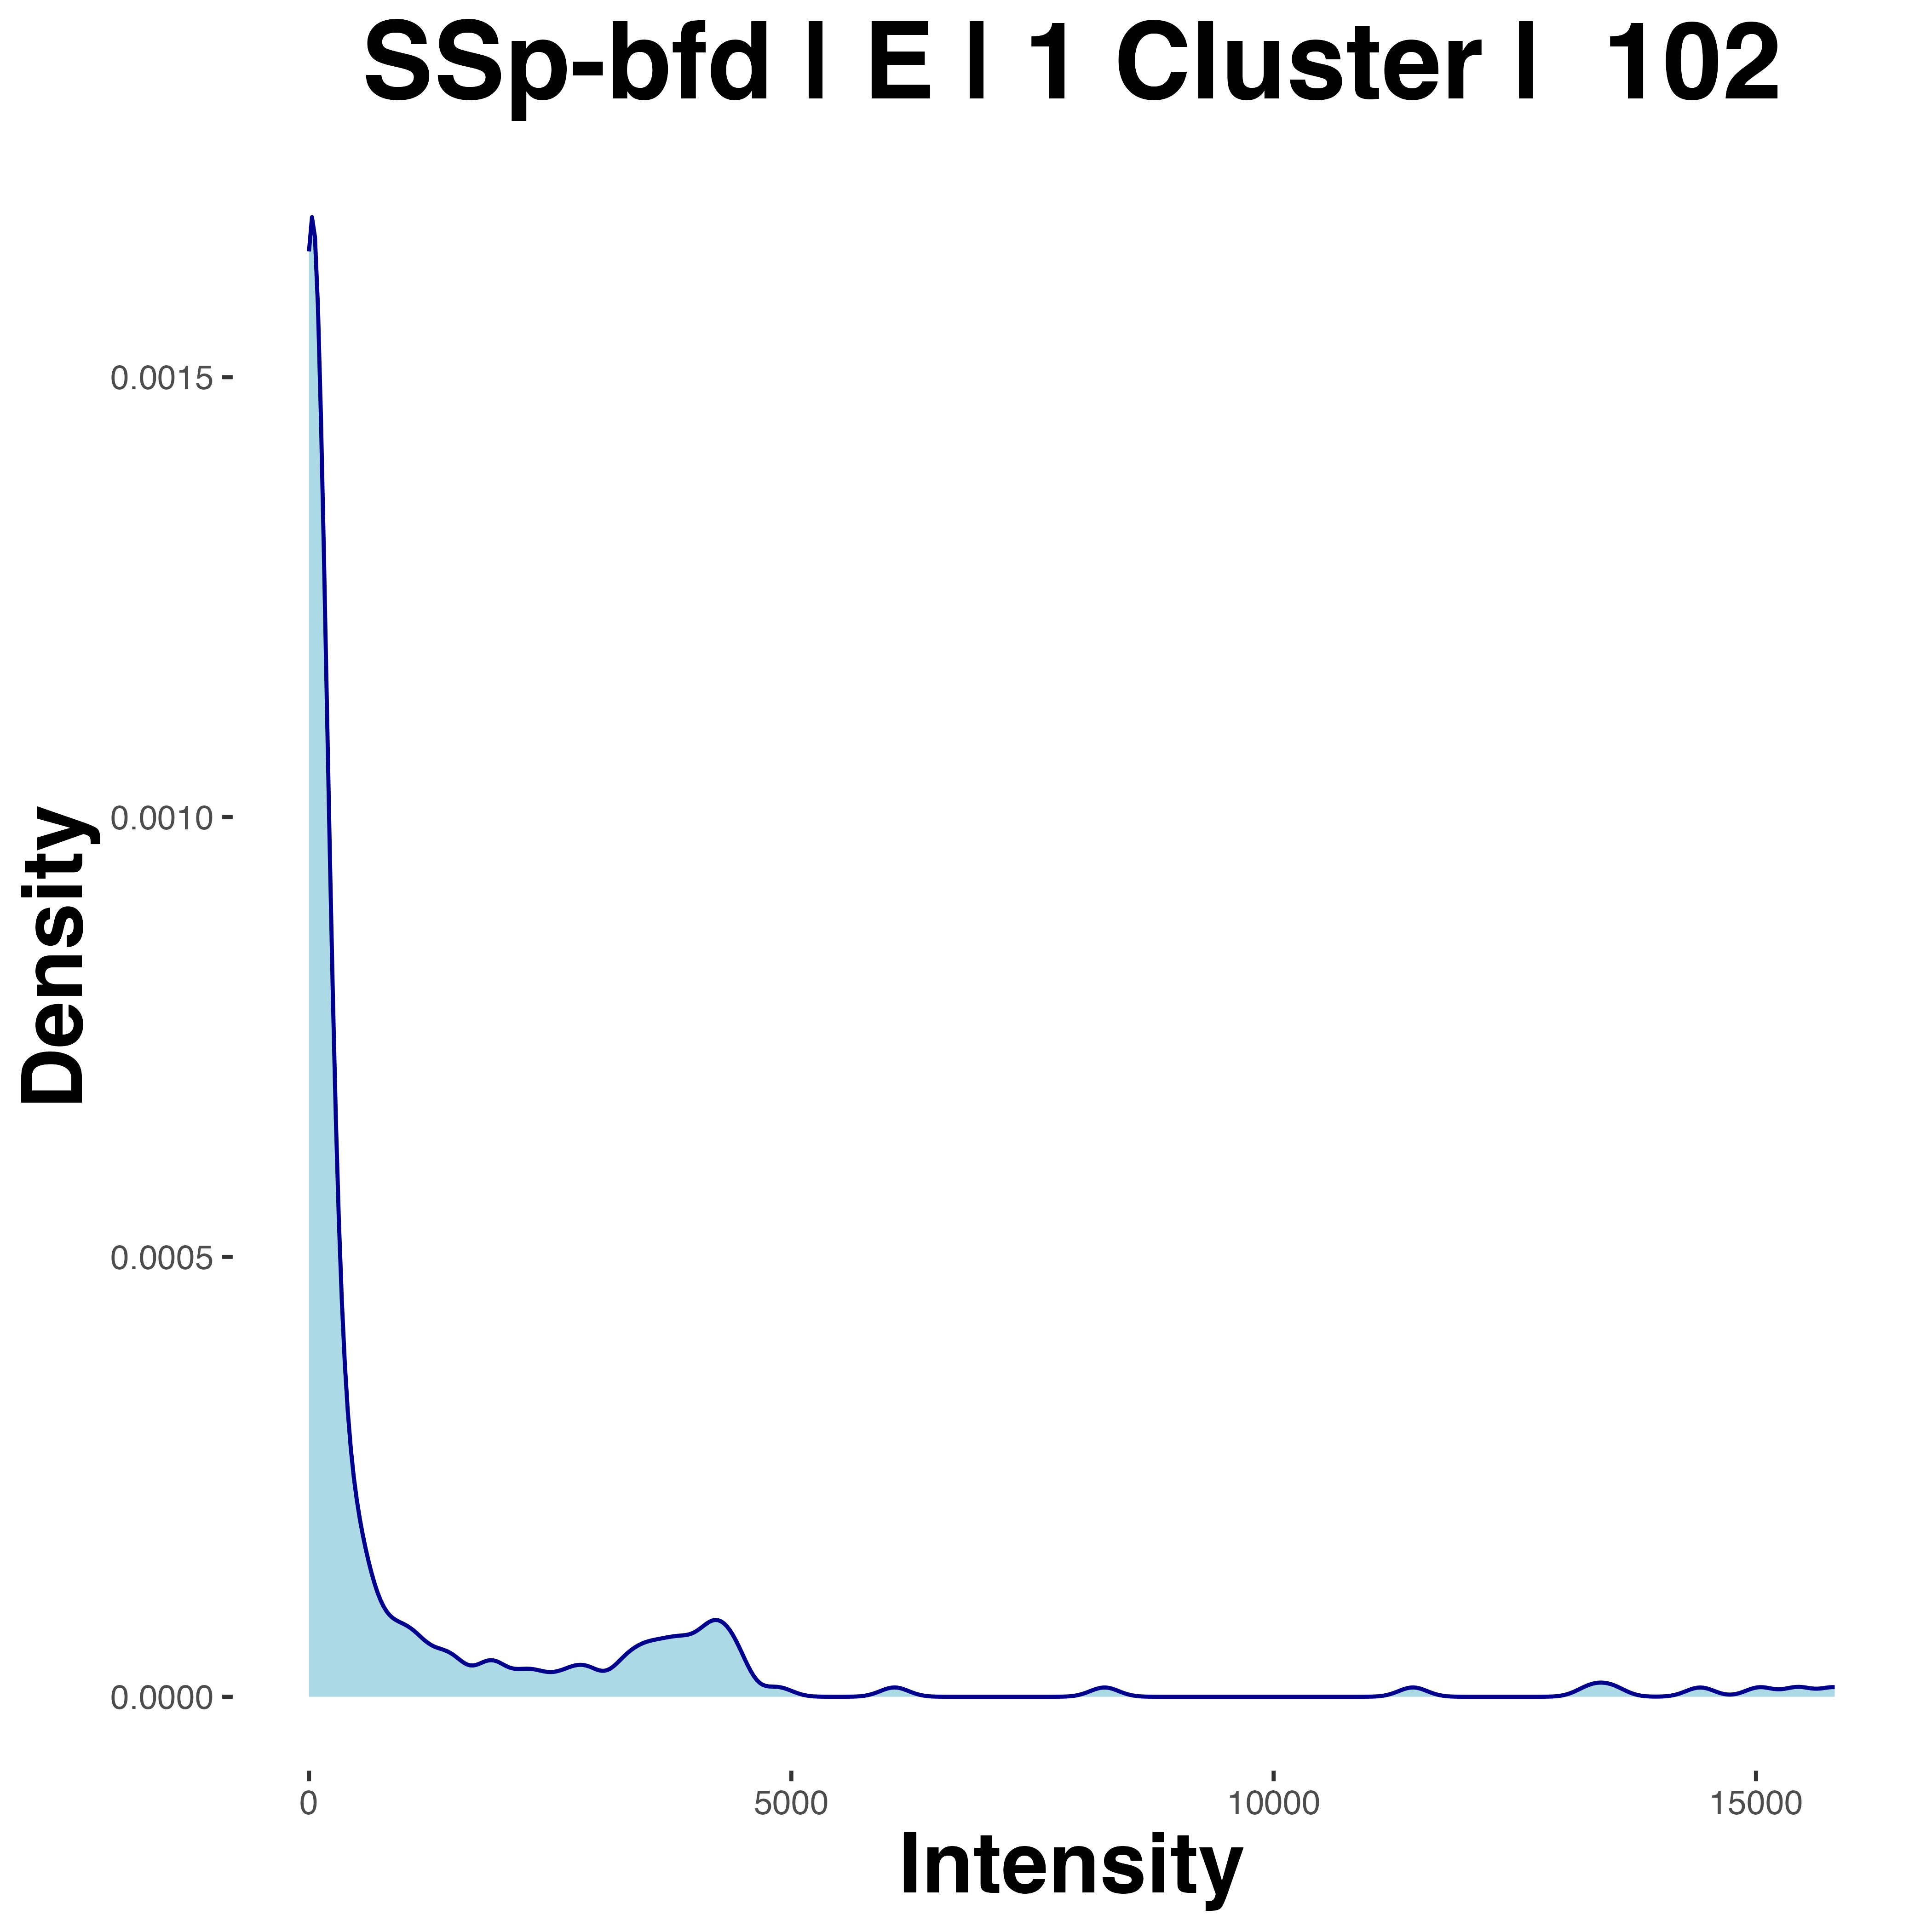 SSp-bfd | E | 1 Cluster |  102
0.0015
0.0010
0.0005
0.0000
Density
0 5000 10000 15000
Intensity